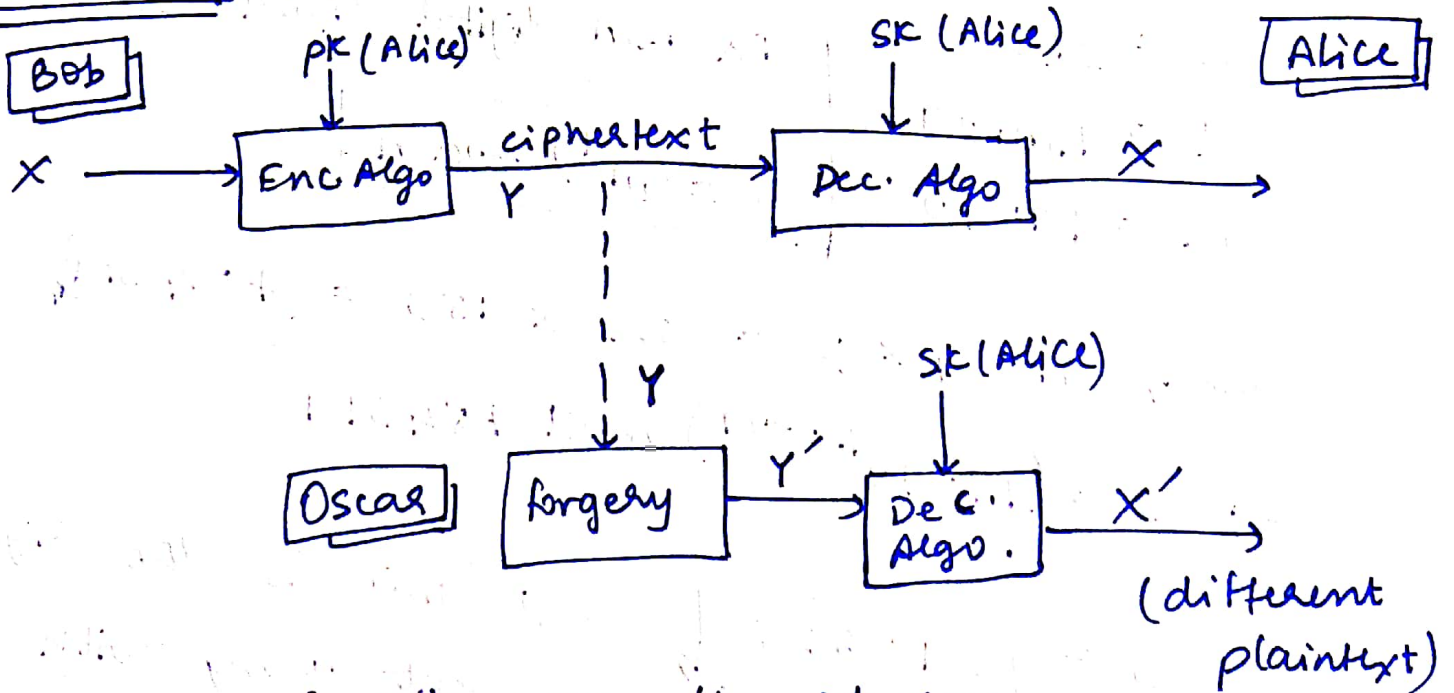 Bob
pk (Alice)
sk (Alice)
Alice
X
Enc Algo
ciphertext
Y
Dec. Algo
X
Y
sk (Alice)
Oscar
forgery
Y′
Dec.
Algo.
X′
(different
plaintext)